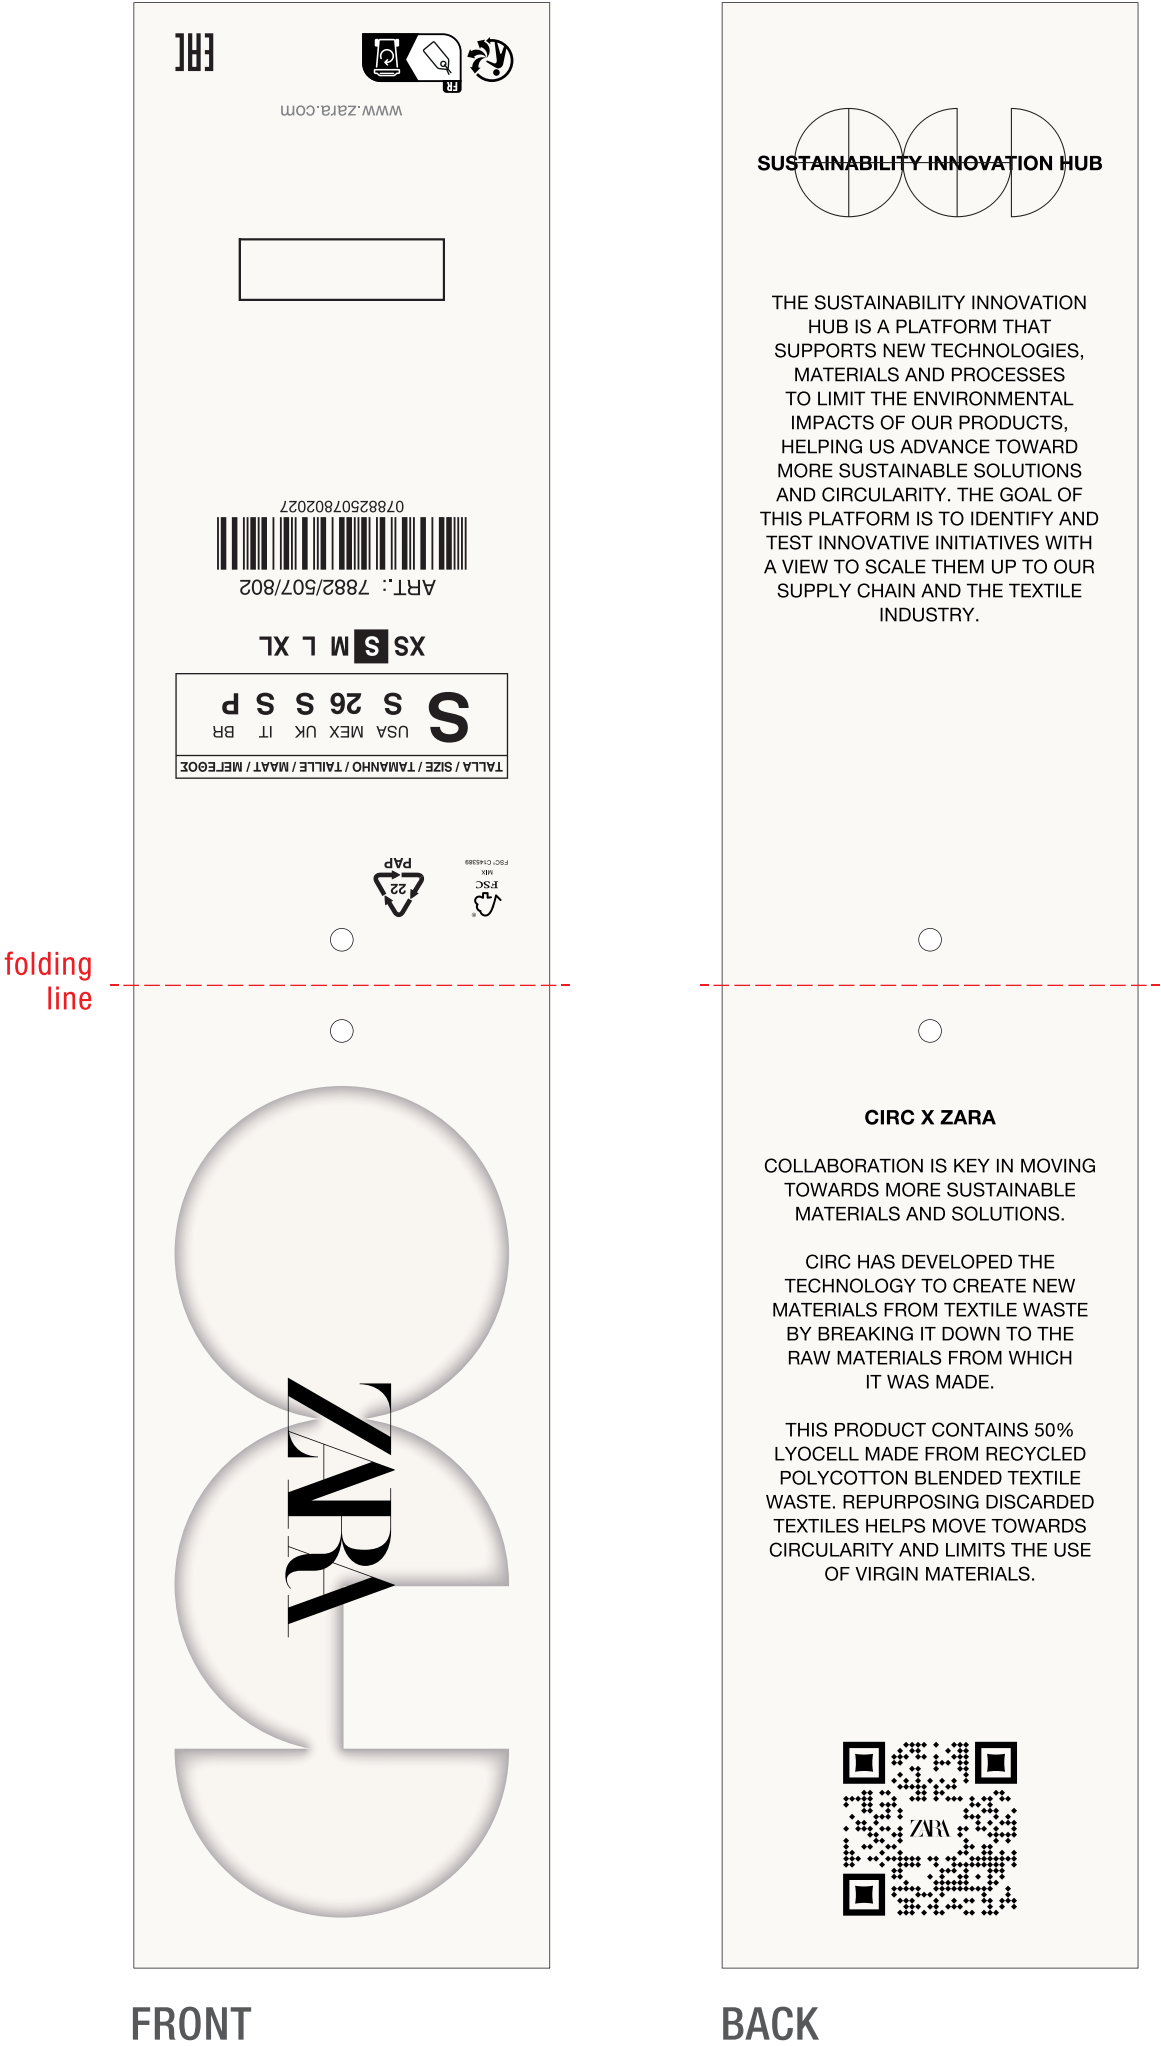 EAC
FR
www.zara.com
07882507802027
ART.: 7882/507/802
XS S M L XL
S
USA MEX UK IT BR
S 26 S S P
TALLA / SIZE / TAMANHO / TAILLE / MAAT / ΜΕΓΕΘΟΣ
22
PAP
®
FSC
MIX
FSC® C145389
folding
line
ZARA
FRONT
SUSTAINABILITY INNOVATION HUB
THE SUSTAINABILITY INNOVATION
HUB IS A PLATFORM THAT
SUPPORTS NEW TECHNOLOGIES,
MATERIALS AND PROCESSES
TO LIMIT THE ENVIRONMENTAL
IMPACTS OF OUR PRODUCTS,
HELPING US ADVANCE TOWARD
MORE SUSTAINABLE SOLUTIONS
AND CIRCULARITY. THE GOAL OF
THIS PLATFORM IS TO IDENTIFY AND
TEST INNOVATIVE INITIATIVES WITH
A VIEW TO SCALE THEM UP TO OUR
SUPPLY CHAIN AND THE TEXTILE
INDUSTRY.
CIRC X ZARA
COLLABORATION IS KEY IN MOVING
TOWARDS MORE SUSTAINABLE
MATERIALS AND SOLUTIONS.
CIRC HAS DEVELOPED THE
TECHNOLOGY TO CREATE NEW
MATERIALS FROM TEXTILE WASTE
BY BREAKING IT DOWN TO THE
RAW MATERIALS FROM WHICH
IT WAS MADE.
THIS PRODUCT CONTAINS 50%
LYOCELL MADE FROM RECYCLED
POLYCOTTON BLENDED TEXTILE
WASTE. REPURPOSING DISCARDED
TEXTILES HELPS MOVE TOWARDS
CIRCULARITY AND LIMITS THE USE
OF VIRGIN MATERIALS.
ZARA
BACK